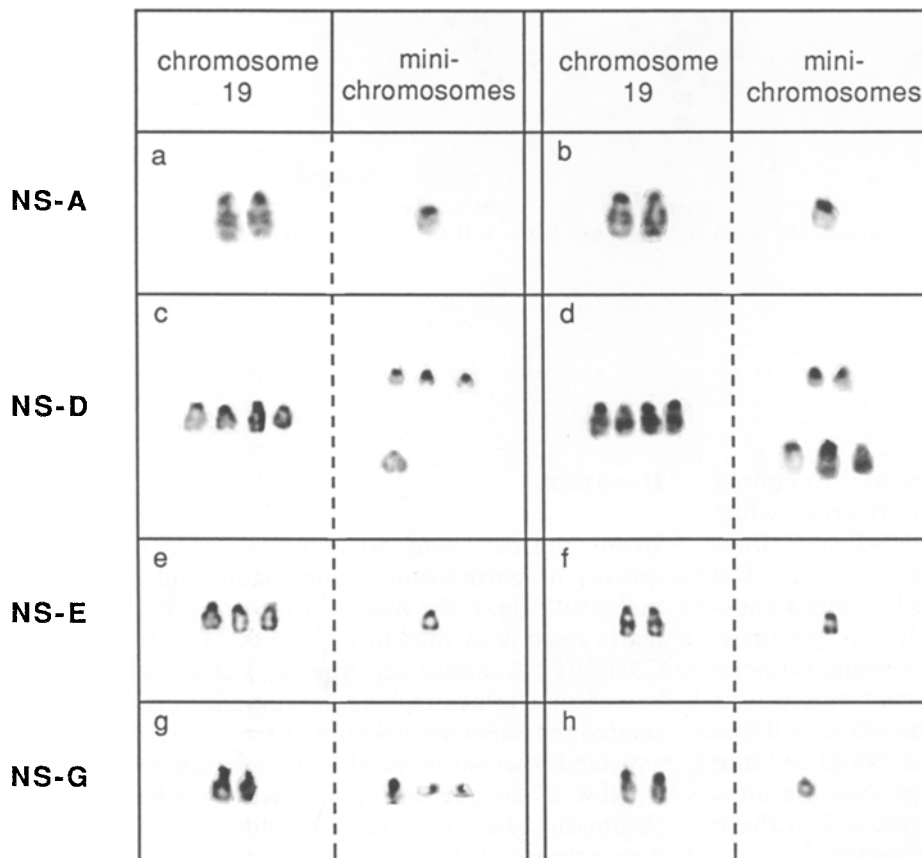 chromosome
19
mini-
chromosomes
chromosome
19
mini-
chromosomes
NS-A
a
b
NS-D
c
d
NS-E
e
f
NS-G
g
h